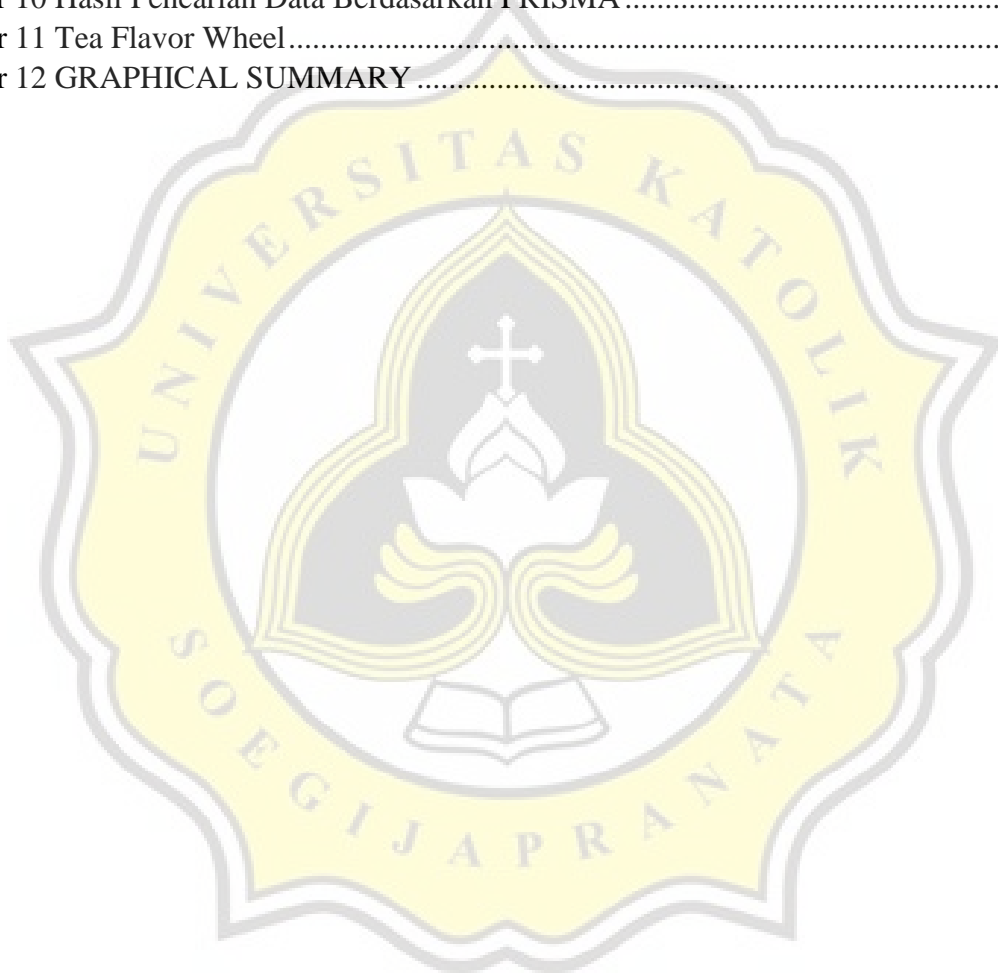 r 10 Hasil Pencarian Data Berdasarkan PRISMA ..........................................................
r 11 Tea Flavor Wheel ..........................................................................................................
r 12 GRAPHICAL SUMMARY ........................................................................................
UNIVERSITAS KATOLIK
SOEGIJAPRANATA